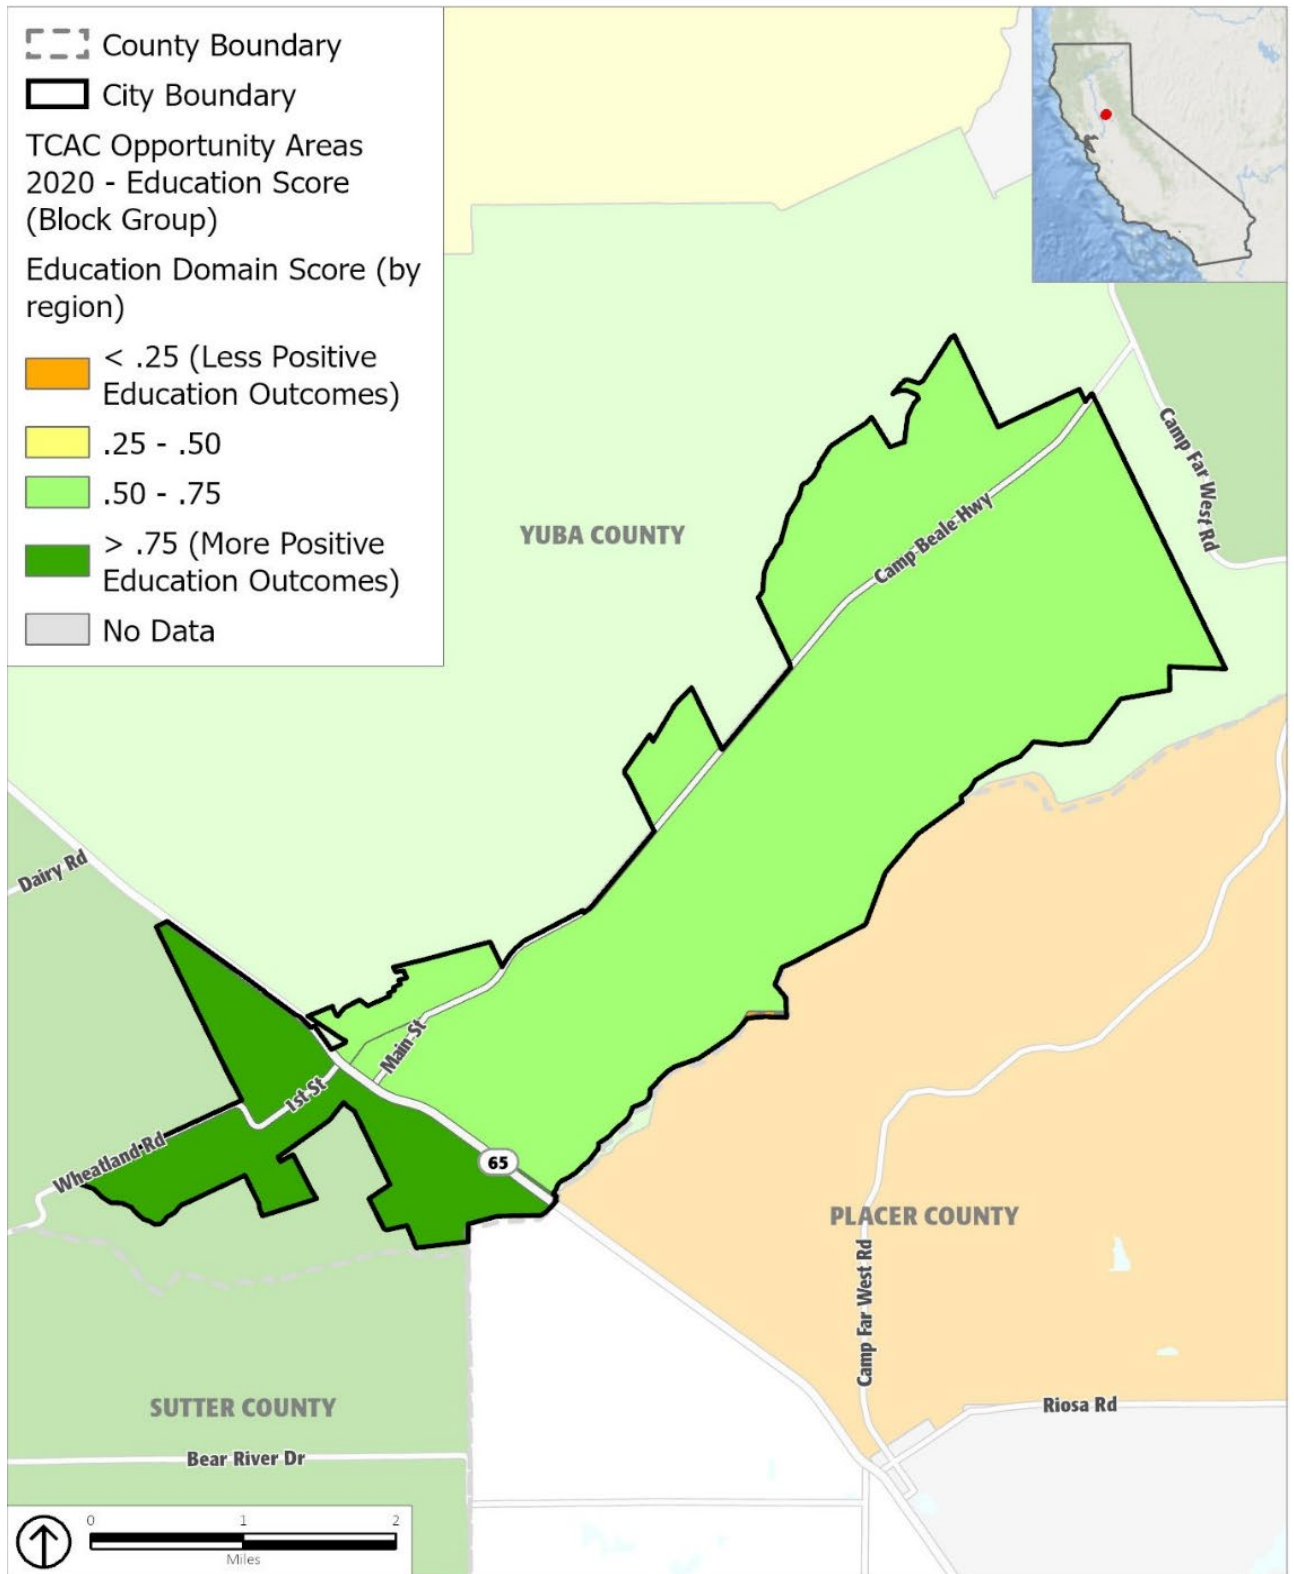 County Boundary
City Boundary
TCAC Opportunity Areas
2020 - Education Score
(Block Group)
Education Domain Score (by
region)
< .25 (Less Positive
Education Outcomes)
.25 - .50
.50 - .75
> .75 (More Positive
Education Outcomes)
No Data
Camp Far West Rd
YUBA COUNTY
Camp Beale Hwy
Dairy Rd
Main St
1st St
Wheatland Rd
65
PLACER COUNTY
Camp Far West Rd
SUTTER COUNTY
Riosa Rd
Bear River Dr
0 1 2
Miles